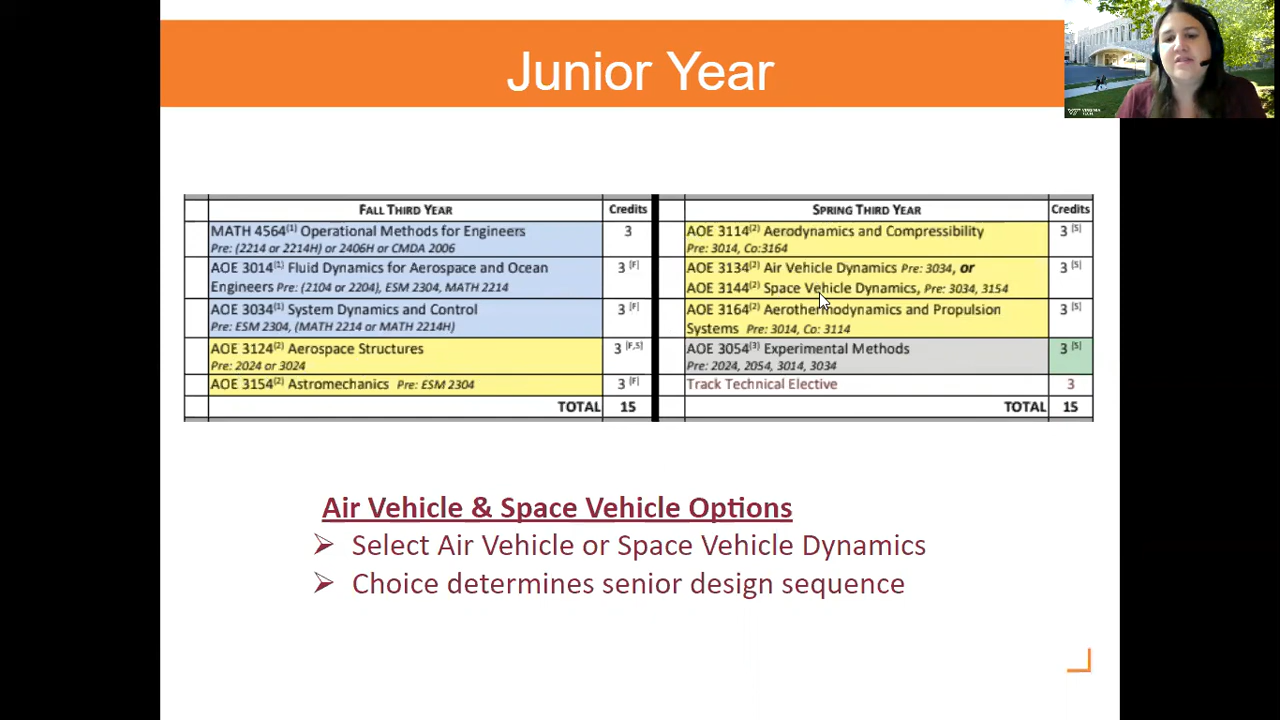 Junior Year
VIRGINIA TECH
FALL THIRD YEAR Credits SPRING THIRD YEAR Credits
MATH 4564(1) Operational Methods for Engineers 3 AOE 3114(2) Aerodynamics and Compressibility 3 [S]
Pre: (2214 or 2214H) or 2406H or CMDA 2006 Pre: 3014, Co:3164
AOE 3014(1) Fluid Dynamics for Aerospace and Ocean 3 [F] AOE 3134(2) Air Vehicle Dynamics Pre: 3034, or 3 [S]
Engineers Pre: (2104 or 2204), ESM 2304, MATH 2214 AOE 3144(2) Space Vehicle Dynamics, Pre: 3034, 3154
AOE 3034(1) System Dynamics and Control 3 [F] AOE 3164(2) Aerothermodynamics and Propulsion 3 [S]
Pre: ESM 2304, (MATH 2214 or MATH 2214H) Systems Pre: 3014, Co: 3114
AOE 3124(2) Aerospace Structures 3 [F,S] AOE 3054(3) Experimental Methods 3 [S]
Pre: 2024 or 3024 Pre: 2024, 2054, 3014, 3034
AOE 3154(2) Astromechanics Pre: ESM 2304 3 [F] Track Technical Elective 3
TOTAL 15 TOTAL 15
Air Vehicle & Space Vehicle Options
➢ Select Air Vehicle or Space Vehicle Dynamics
➢ Choice determines senior design sequence